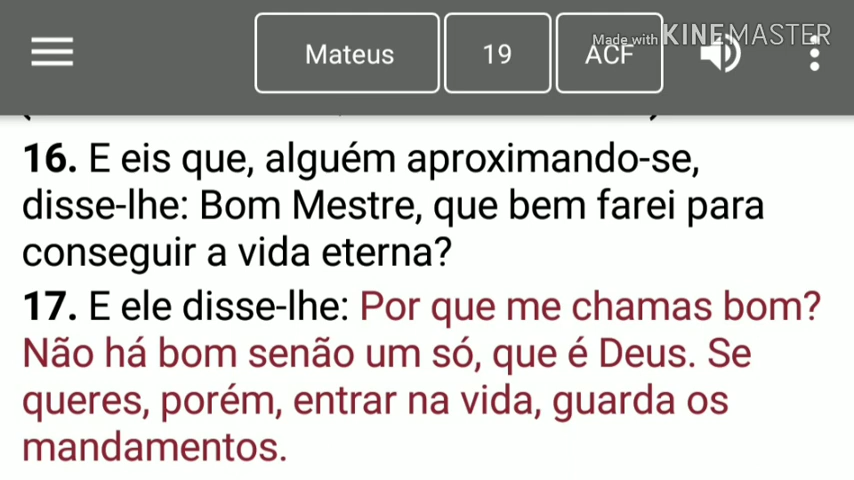 Mateus 19 ACF
Made with KINEMASTER
16. E eis que, alguém aproximando-se,
disse-lhe: Bom Mestre, que bem farei para
conseguir a vida eterna?
17. E ele disse-lhe: Por que me chamas bom?
Não há bom senão um só, que é Deus. Se
queres, porém, entrar na vida, guarda os
mandamentos.